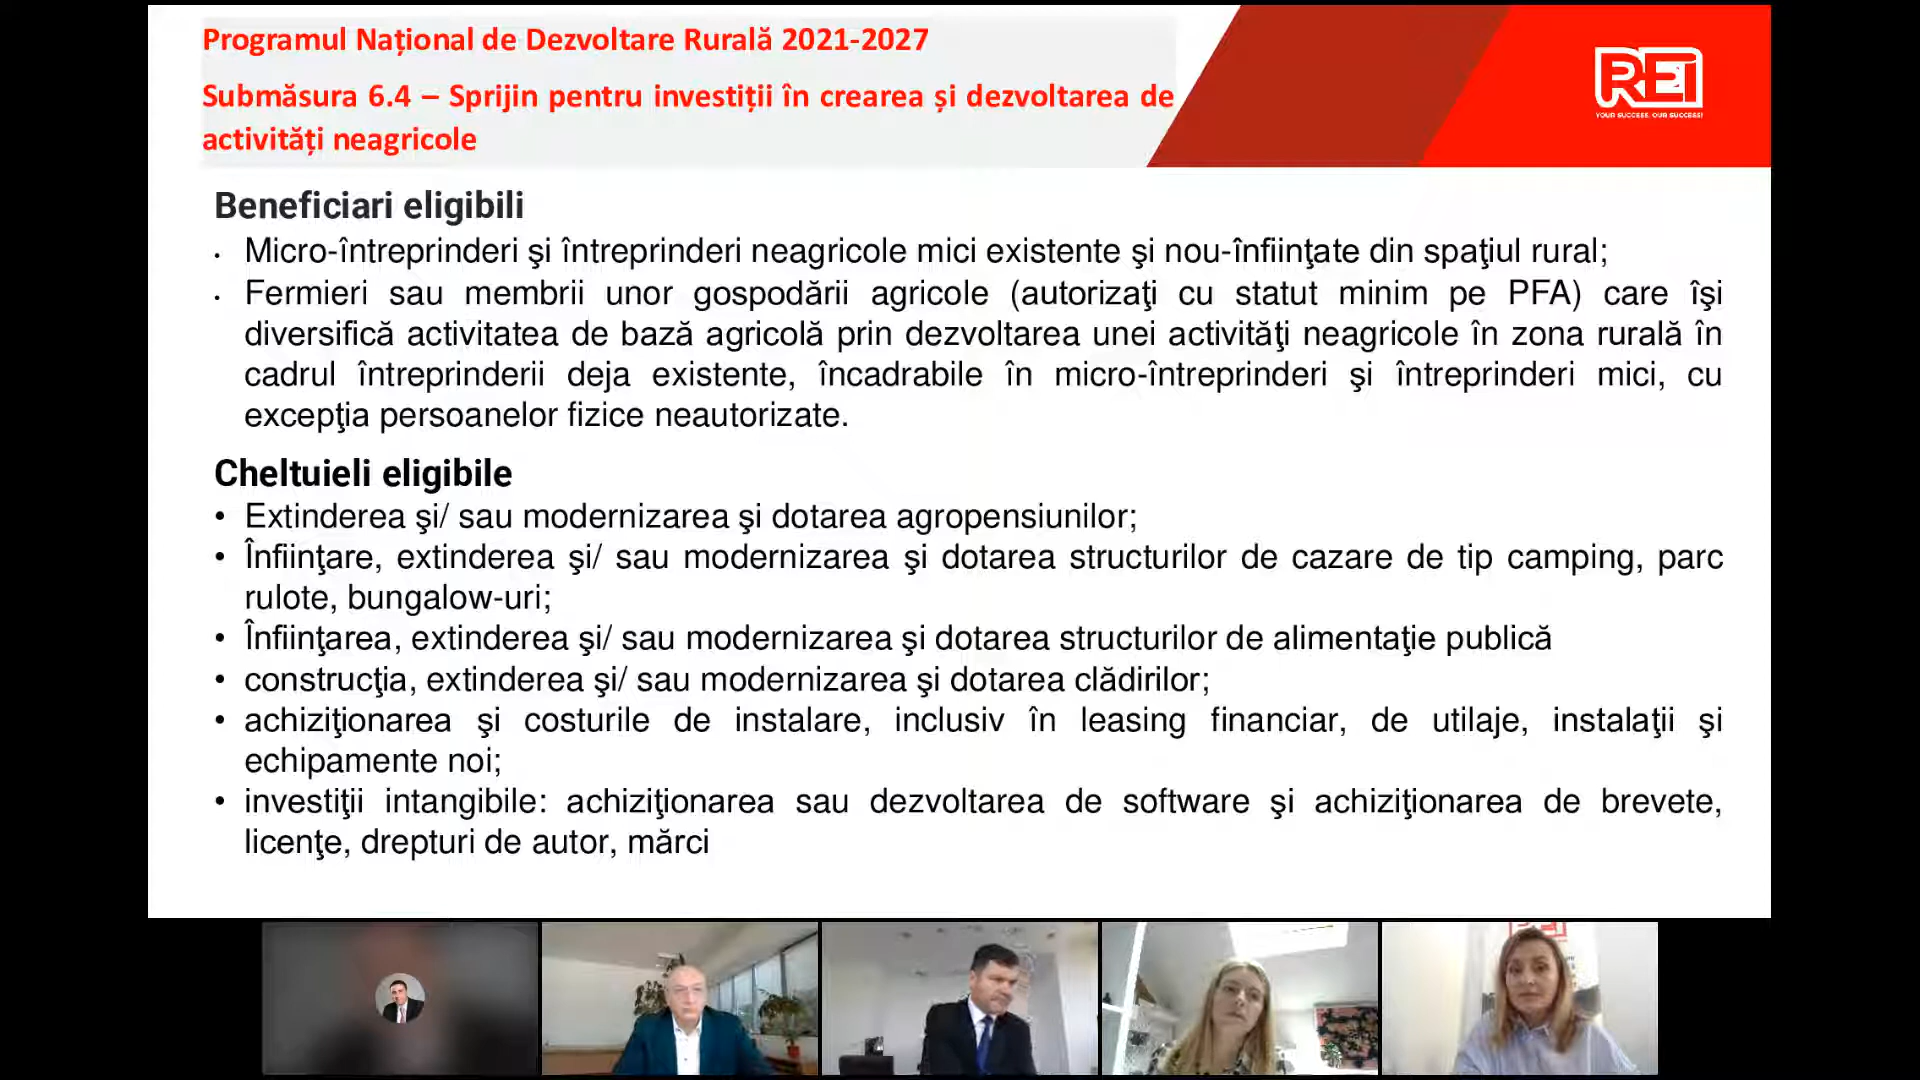 Programul Național de Dezvoltare Rurală 2021-2027
Submăsura 6.4 – Sprijin pentru investiții în crearea și dezvoltarea de
activități neagricole
REI
YOUR SUCCESS, OUR SUCCESS!
Beneficiari eligibili
• Micro-întreprinderi şi întreprinderi neagricole mici existente şi nou-înfiinţate din spaţiul rural;
• Fermieri sau membrii unor gospodării agricole (autorizaţi cu statut minim pe PFA) care îşi
diversifică activitatea de bază agricolă prin dezvoltarea unei activităţi neagricole în zona rurală în
cadrul întreprinderii deja existente, încadrabile în micro-întreprinderi şi întreprinderi mici, cu
excepţia persoanelor fizice neautorizate.
Cheltuieli eligibile
• Extinderea şi/ sau modernizarea şi dotarea agropensiunilor;
• Înfiinţare, extinderea şi/ sau modernizarea şi dotarea structurilor de cazare de tip camping, parc
rulote, bungalow-uri;
• Înfiinţarea, extinderea şi/ sau modernizarea şi dotarea structurilor de alimentaţie publică
• construcţia, extinderea şi/ sau modernizarea şi dotarea clădirilor;
• achiziţionarea şi costurile de instalare, inclusiv în leasing financiar, de utilaje, instalaţii şi
echipamente noi;
• investiţii intangibile: achiziţionarea sau dezvoltarea de software şi achiziţionarea de brevete,
licenţe, drepturi de autor, mărci